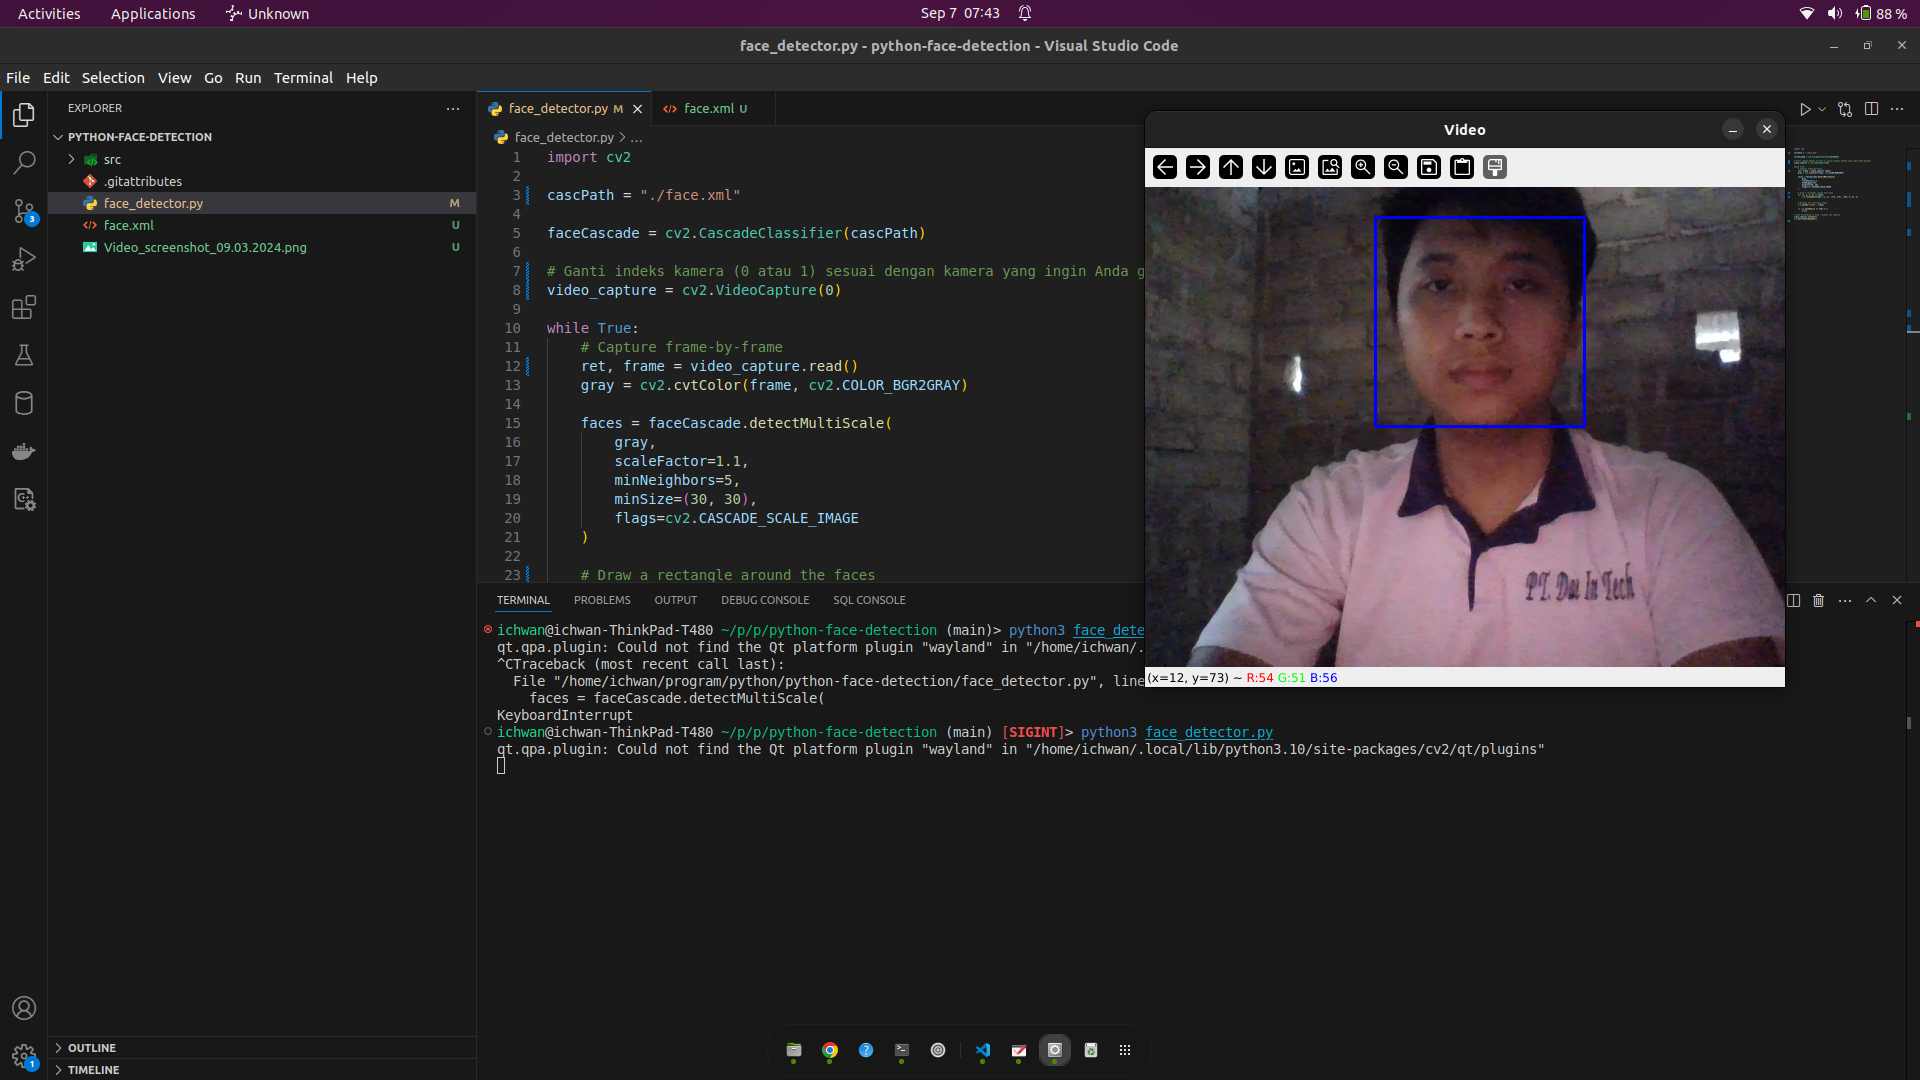 Activities Applications Unknown Sep 7 07:43 88 %
face_detector.py - python-face-detection - Visual Studio Code
File Edit Selection View Go Run Terminal Help
EXPLORER
PYTHON-FACE-DETECTION
src
.gitattributes
face_detector.py M
face.xml U
Video_screenshot_09.03.2024.png U
3
1
OUTLINE
TIMELINE
face_detector.py M face.xml U
face_detector.py > ...
1 import cv2
2
3 cascPath = "./face.xml"
4
5 faceCascade = cv2.CascadeClassifier(cascPath)
6
7 # Ganti indeks kamera (0 atau 1) sesuai dengan kamera yang ingin Anda g
8 video_capture = cv2.VideoCapture(0)
9
10 while True:
11 # Capture frame-by-frame
12 ret, frame = video_capture.read()
13 gray = cv2.cvtColor(frame, cv2.COLOR_BGR2GRAY)
14
15 faces = faceCascade.detectMultiScale(
16 gray,
17 scaleFactor=1.1,
18 minNeighbors=5,
19 minSize=(30, 30),
20 flags=cv2.CASCADE_SCALE_IMAGE
21 )
22
23 # Draw a rectangle around the faces
Video
PT. Tech
(x=12, y=73) ~ R:54 G:51 B:56
TERMINAL PROBLEMS OUTPUT DEBUG CONSOLE SQL CONSOLE
ichwan@ichwan-ThinkPad-T480 ~/p/p/python-face-detection (main)> python3 face_dete
qt.qpa.plugin: Could not find the Qt platform plugin "wayland" in "/home/ichwan/.
^CTraceback (most recent call last):
File "/home/ichwan/program/python/python-face-detection/face_detector.py", line
faces = faceCascade.detectMultiScale(
KeyboardInterrupt
ichwan@ichwan-ThinkPad-T480 ~/p/p/python-face-detection (main) [SIGINT]> python3 face_detector.py
qt.qpa.plugin: Could not find the Qt platform plugin "wayland" in "/home/ichwan/.local/lib/python3.10/site-packages/cv2/qt/plugins"